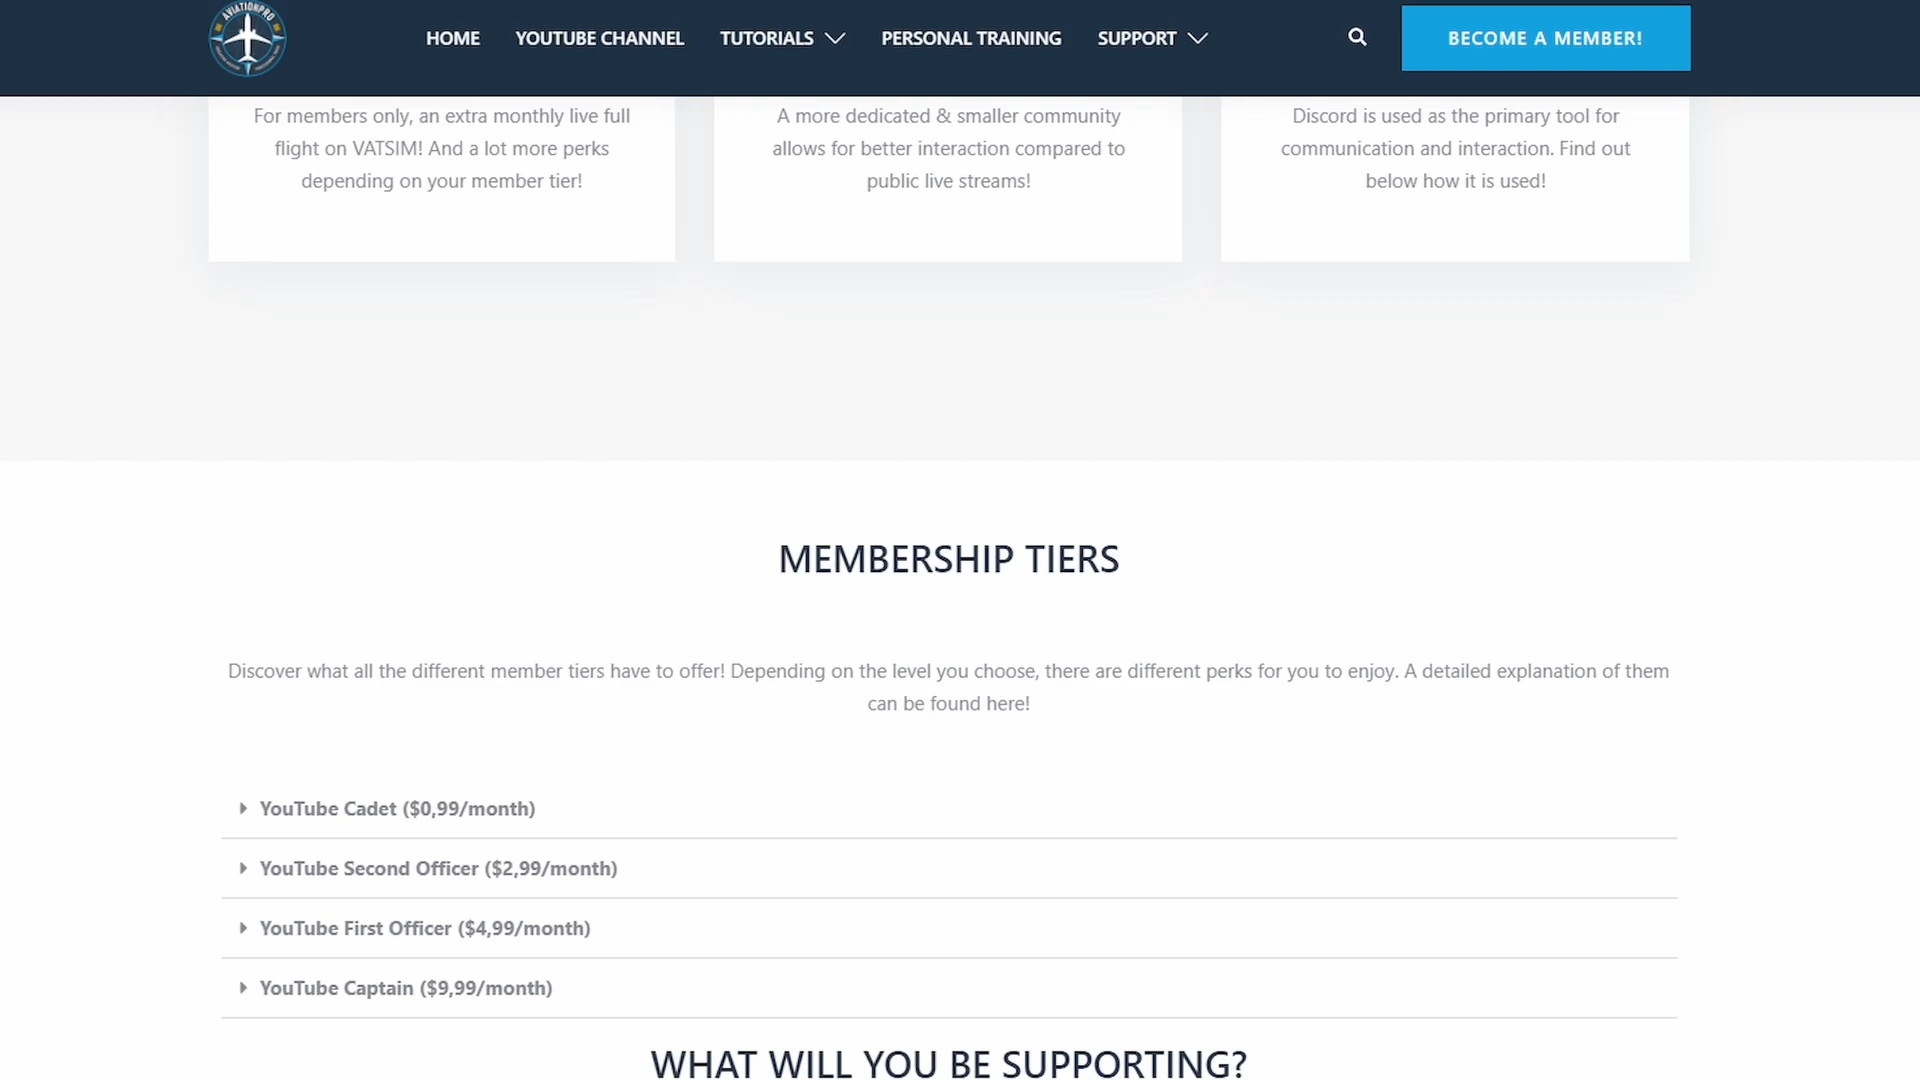 AVIATIONPRO
HOME
YOUTUBE CHANNEL
TUTORIALS
PERSONAL TRAINING
SUPPORT
BECOME A MEMBER!
For members only, an extra monthly live full
flight on VATSIM! And a lot more perks
depending on your member tier!
A more dedicated & smaller community
allows for better interaction compared to
public live streams!
Discord is used as the primary tool for
communication and interaction. Find out
below how it is used!
MEMBERSHIP TIERS
Discover what all the different member tiers have to offer! Depending on the level you choose, there are different perks for you to enjoy. A detailed explanation of them
can be found here!
YouTube Cadet ($0,99/month)
YouTube Second Officer ($2,99/month)
YouTube First Officer ($4,99/month)
YouTube Captain ($9,99/month)
WHAT WILL YOU BE SUPPORTING?